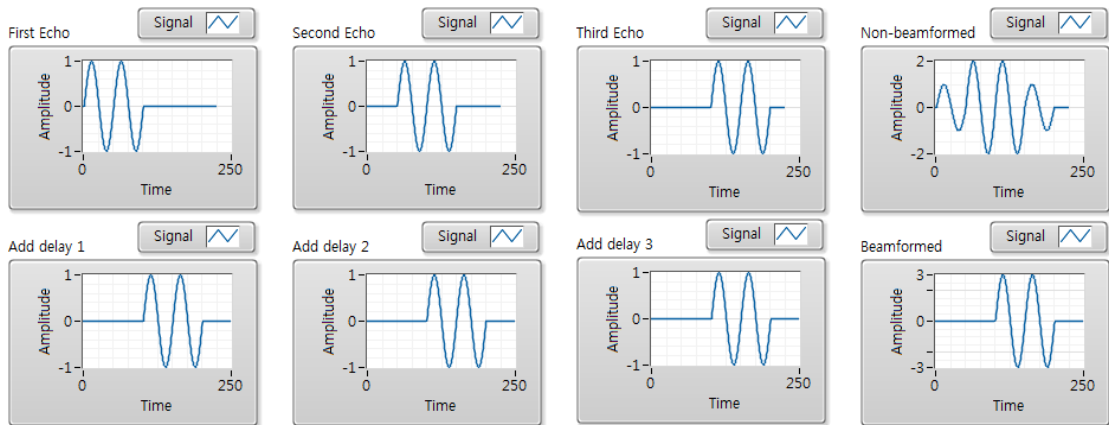 First Echo
Signal
Amplitude
1
0
-1
0
250
Time
Second Echo
Signal
Amplitude
1
0
-1
0
250
Time
Third Echo
Signal
Amplitude
1
0
-1
0
250
Time
Non-beamformed
Signal
Amplitude
2
0
-2
0
250
Time
Add delay 1
Signal
Amplitude
1
0
-1
0
250
Time
Add delay 2
Signal
Amplitude
1
0
-1
0
250
Time
Add delay 3
Signal
Amplitude
1
0
-1
0
250
Time
Beamformed
Signal
Amplitude
3
0
-3
0
250
Time